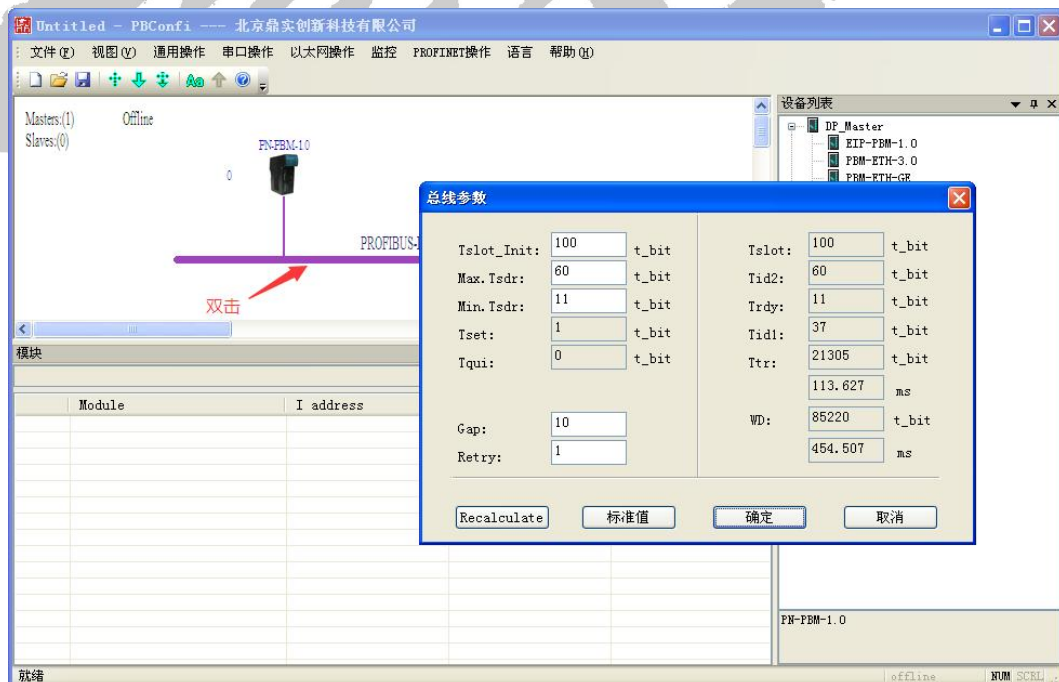 Untitled - PBConfi --- 北京鼎实创新科技有限公司
文件(F) 视图(V) 通用操作 串口操作 以太网操作 监控 PROFINET操作 语言 帮助(H)
Masters:(1) Offline
Slaves:(0)
PN-PBM-1.0
0
PROFIBUS-
双击
设备列表
DP_Master
EIP-PBM-1.0
PBM-ETH-3.0
PBM-ETH-GE
总线参数
Tslot_Init: 100 t_bit Tslot: 100 t_bit
Max.Tsdr: 60 t_bit Tid2: 60 t_bit
Min.Tsdr: 11 t_bit Trdy: 11 t_bit
Tset: 1 t_bit Tid1: 37 t_bit
Tqui: 0 t_bit Ttr: 21305 t_bit
113.627 ms
Gap: 10 WD: 85220 t_bit
Retry: 1 454.507 ms
Recalculate 标准值 确定 取消
模块
Module I address
PN-PBM-1.0
就绪 offline NUM SCRL